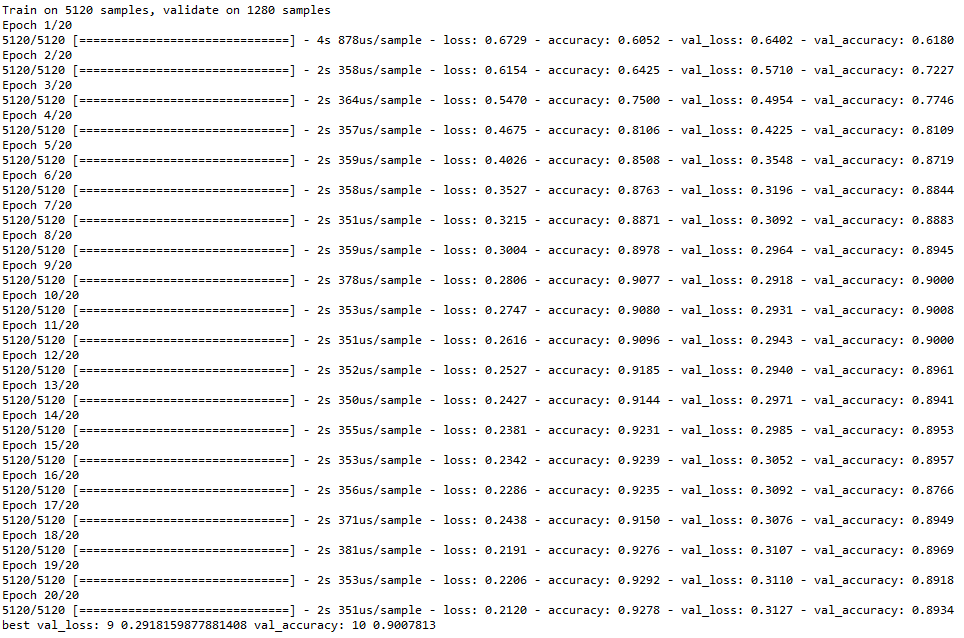 Train on 5120 samples, validate on 1280 samples
Epoch 1/20
5120/5120 [==============================] - 4s 878us/sample - loss: 0.6729 - accuracy: 0.6052 - val_loss: 0.6402 - val_accuracy: 0.6180
Epoch 2/20
5120/5120 [==============================] - 2s 358us/sample - loss: 0.6154 - accuracy: 0.6425 - val_loss: 0.5710 - val_accuracy: 0.7227
Epoch 3/20
5120/5120 [==============================] - 2s 364us/sample - loss: 0.5470 - accuracy: 0.7500 - val_loss: 0.4954 - val_accuracy: 0.7746
Epoch 4/20
5120/5120 [==============================] - 2s 357us/sample - loss: 0.4675 - accuracy: 0.8106 - val_loss: 0.4225 - val_accuracy: 0.8109
Epoch 5/20
5120/5120 [==============================] - 2s 359us/sample - loss: 0.4026 - accuracy: 0.8508 - val_loss: 0.3548 - val_accuracy: 0.8719
Epoch 6/20
5120/5120 [==============================] - 2s 358us/sample - loss: 0.3527 - accuracy: 0.8763 - val_loss: 0.3196 - val_accuracy: 0.8844
Epoch 7/20
5120/5120 [==============================] - 2s 351us/sample - loss: 0.3215 - accuracy: 0.8871 - val_loss: 0.3092 - val_accuracy: 0.8883
Epoch 8/20
5120/5120 [==============================] - 2s 359us/sample - loss: 0.3004 - accuracy: 0.8978 - val_loss: 0.2964 - val_accuracy: 0.8945
Epoch 9/20
5120/5120 [==============================] - 2s 378us/sample - loss: 0.2806 - accuracy: 0.9077 - val_loss: 0.2918 - val_accuracy: 0.9000
Epoch 10/20
5120/5120 [==============================] - 2s 353us/sample - loss: 0.2747 - accuracy: 0.9080 - val_loss: 0.2931 - val_accuracy: 0.9008
Epoch 11/20
5120/5120 [==============================] - 2s 351us/sample - loss: 0.2616 - accuracy: 0.9096 - val_loss: 0.2943 - val_accuracy: 0.9000
Epoch 12/20
5120/5120 [==============================] - 2s 352us/sample - loss: 0.2527 - accuracy: 0.9185 - val_loss: 0.2940 - val_accuracy: 0.8961
Epoch 13/20
5120/5120 [==============================] - 2s 350us/sample - loss: 0.2427 - accuracy: 0.9144 - val_loss: 0.2971 - val_accuracy: 0.8941
Epoch 14/20
5120/5120 [==============================] - 2s 355us/sample - loss: 0.2381 - accuracy: 0.9231 - val_loss: 0.2985 - val_accuracy: 0.8953
Epoch 15/20
5120/5120 [==============================] - 2s 353us/sample - loss: 0.2342 - accuracy: 0.9239 - val_loss: 0.3052 - val_accuracy: 0.8957
Epoch 16/20
5120/5120 [==============================] - 2s 356us/sample - loss: 0.2286 - accuracy: 0.9235 - val_loss: 0.3092 - val_accuracy: 0.8766
Epoch 17/20
5120/5120 [==============================] - 2s 371us/sample - loss: 0.2438 - accuracy: 0.9150 - val_loss: 0.3076 - val_accuracy: 0.8949
Epoch 18/20
5120/5120 [==============================] - 2s 381us/sample - loss: 0.2191 - accuracy: 0.9276 - val_loss: 0.3107 - val_accuracy: 0.8969
Epoch 19/20
5120/5120 [==============================] - 2s 353us/sample - loss: 0.2206 - accuracy: 0.9292 - val_loss: 0.3110 - val_accuracy: 0.8918
Epoch 20/20
5120/5120 [==============================] - 2s 351us/sample - loss: 0.2120 - accuracy: 0.9278 - val_loss: 0.3127 - val_accuracy: 0.8934
best val_loss: 9 0.2918159877881408 val_accuracy: 10 0.9007813